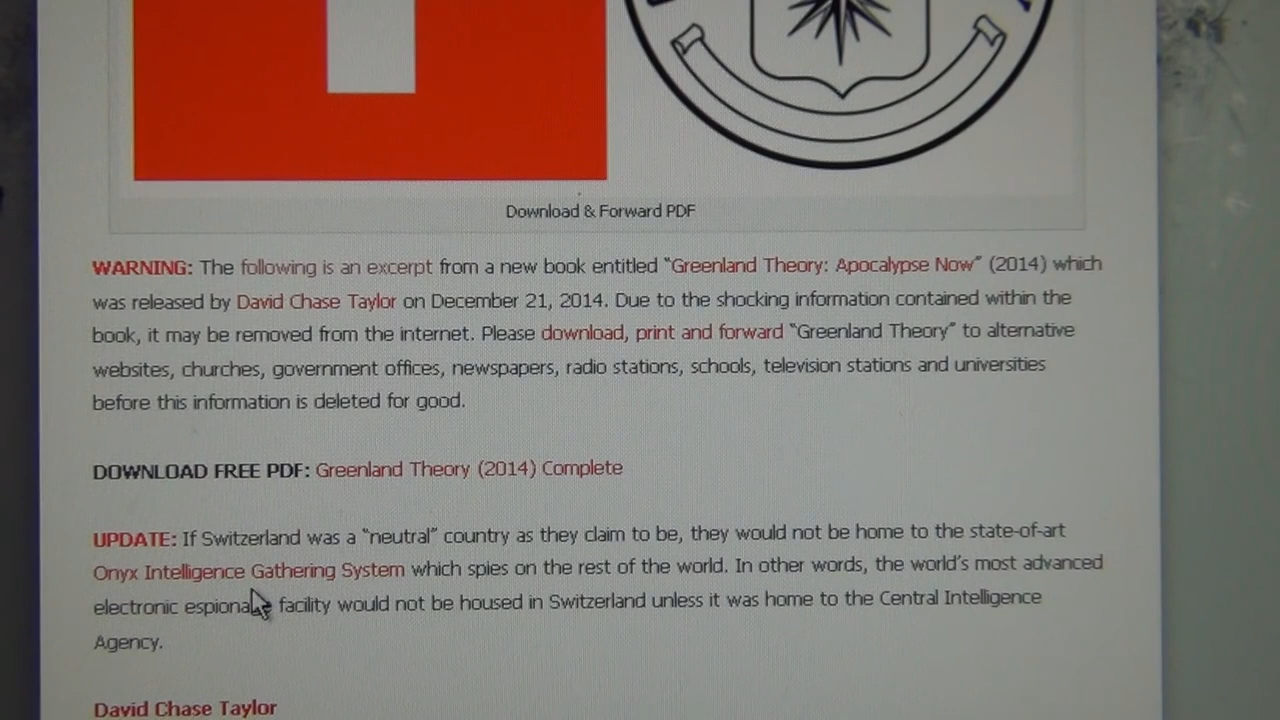 Download & Forward PDF
WARNING: The following is an excerpt from a new book entitled “Greenland Theory: Apocalypse Now” (2014) which
was released by David Chase Taylor on December 21, 2014. Due to the shocking information contained within the
book, it may be removed from the internet. Please download, print and forward “Greenland Theory” to alternative
websites, churches, government offices, newspapers, radio stations, schools, television stations and universities
before this information is deleted for good.
DOWNLOAD FREE PDF: Greenland Theory (2014) Complete
UPDATE: If Switzerland was a “neutral” country as they claim to be, they would not be home to the state-of-art
Onyx Intelligence Gathering System which spies on the rest of the world. In other words, the world’s most advanced
electronic espionage facility would not be housed in Switzerland unless it was home to the Central Intelligence
Agency.
David Chase Taylor